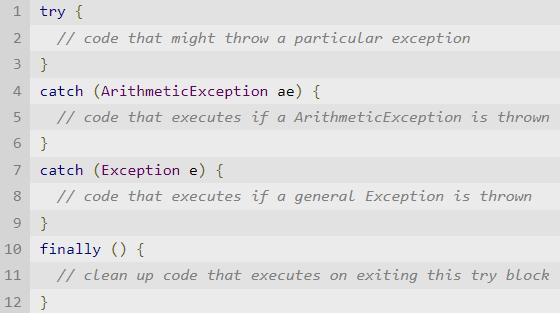 1 try {
2   // code that might throw a particular exception
3 }
4 catch (ArithmeticException ae) {
5   // code that executes if a ArithmeticException is thrown
6 }
7 catch (Exception e) {
8   // code that executes if a general Exception is thrown
9 }
10 finally () {
11   // clean up code that executes on exiting this try block
12 }